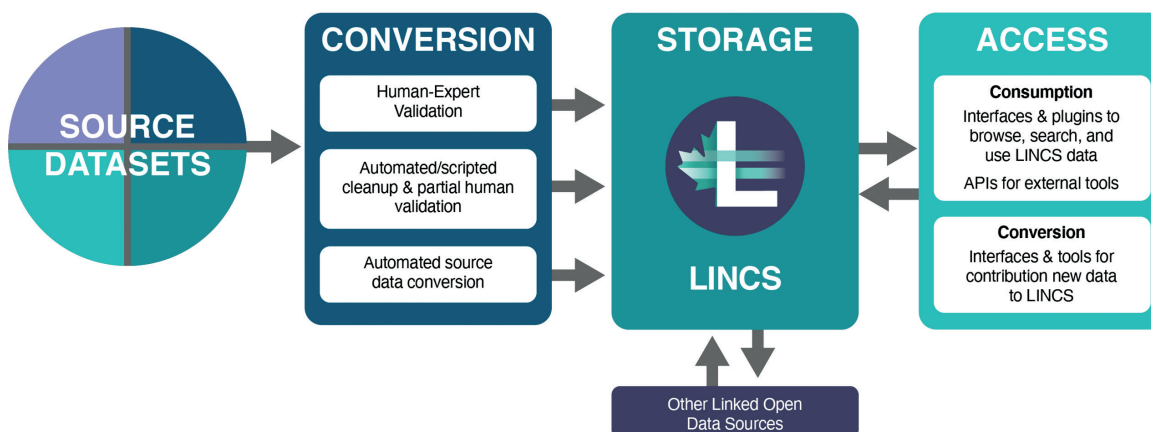 SOURCE
DATASETS
CONVERSION
Human-Expert
Validation
Automated/scripted
cleanup & partial human
validation
Automated source
data conversion
STORAGE
L
LINCS
Other Linked Open
Data Sources
ACCESS
Consumption
Interfaces & plugins to
browse, search, and
use LINCS data
APIs for external tools
Conversion
Interfaces & tools for
contribution new data
to LINCS